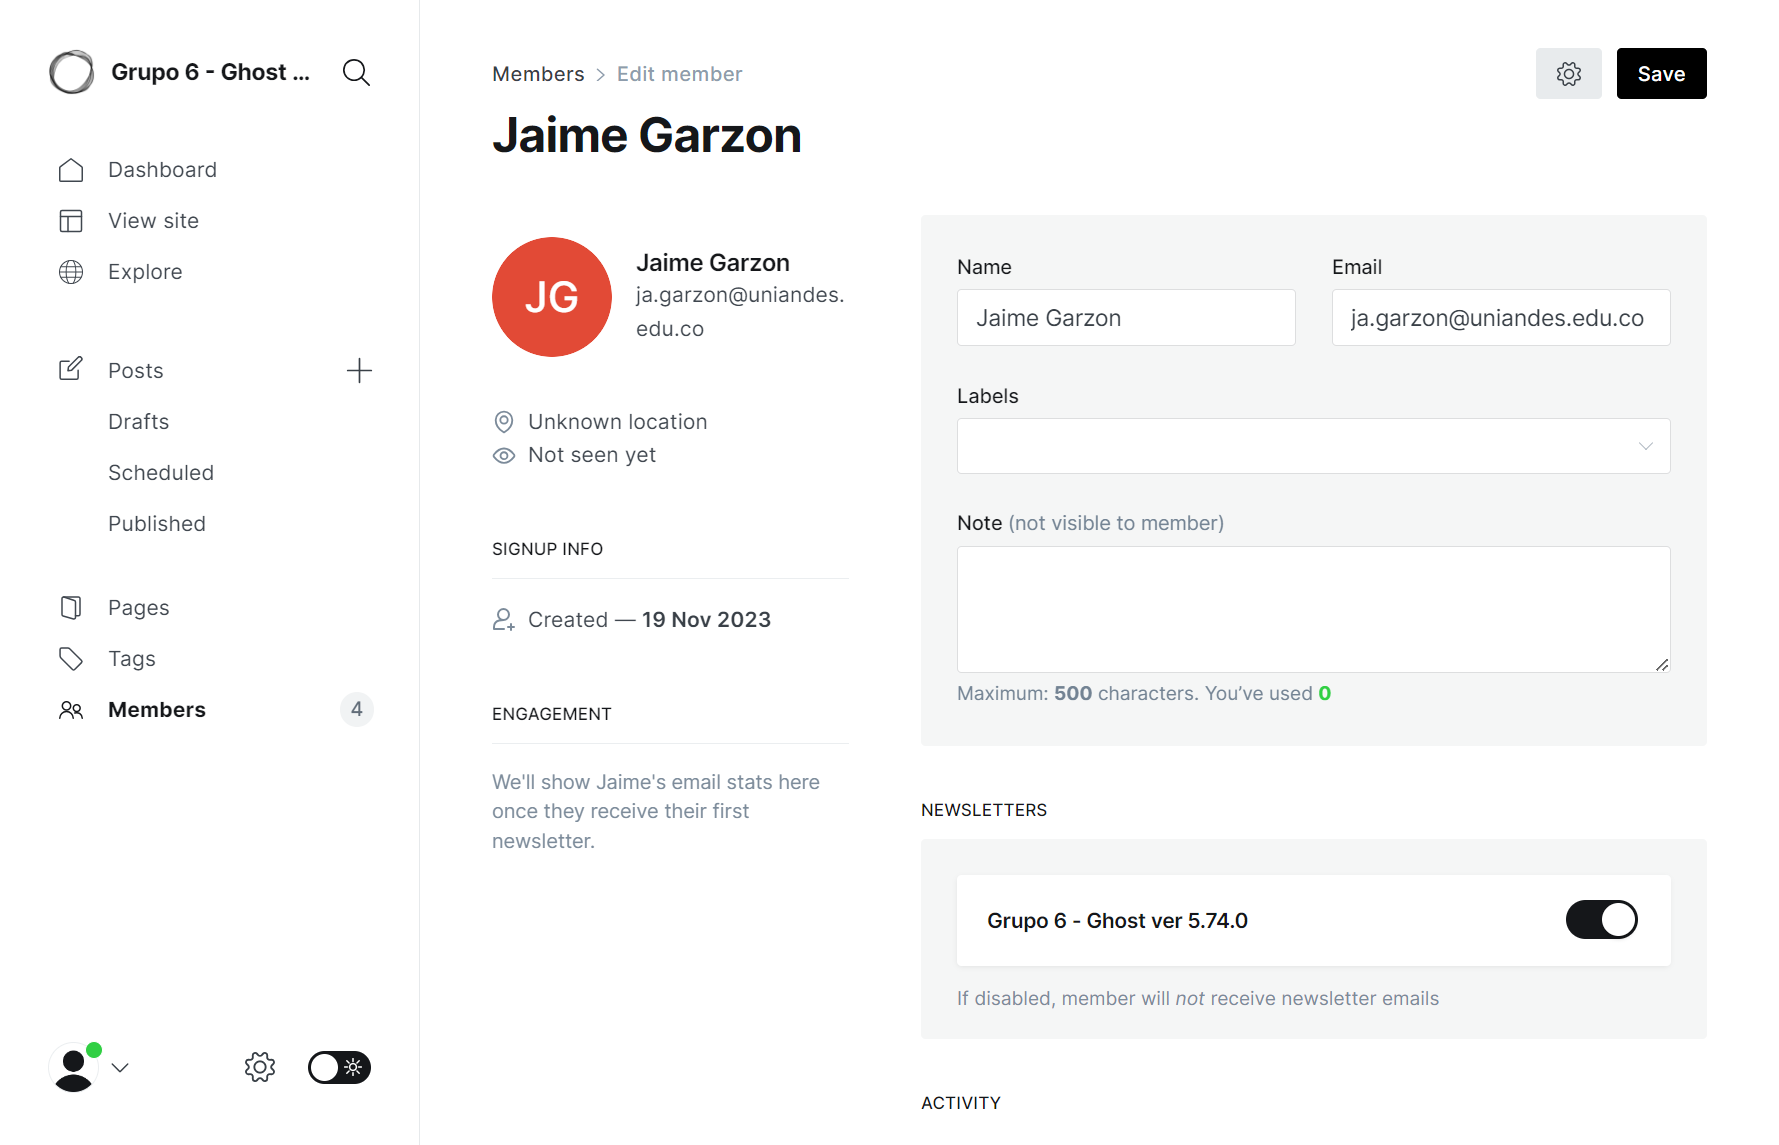 Grupo 6 - Ghost ...
Dashboard
View site
Explore
Posts
Drafts
Scheduled
Published
Pages
Tags
Members 4
Members > Edit member
Save
Jaime Garzon
JG
Jaime Garzon
ja.garzon@uniandes.
edu.co
Unknown location
Not seen yet
SIGNUP INFO
Created — 19 Nov 2023
ENGAGEMENT
We'll show Jaime's email stats here
once they receive their first
newsletter.
Name
Jaime Garzon
Email
ja.garzon@uniandes.edu.co
Labels
Note (not visible to member)
Maximum: 500 characters. You’ve used 0
NEWSLETTERS
Grupo 6 - Ghost ver 5.74.0
If disabled, member will not receive newsletter emails
ACTIVITY